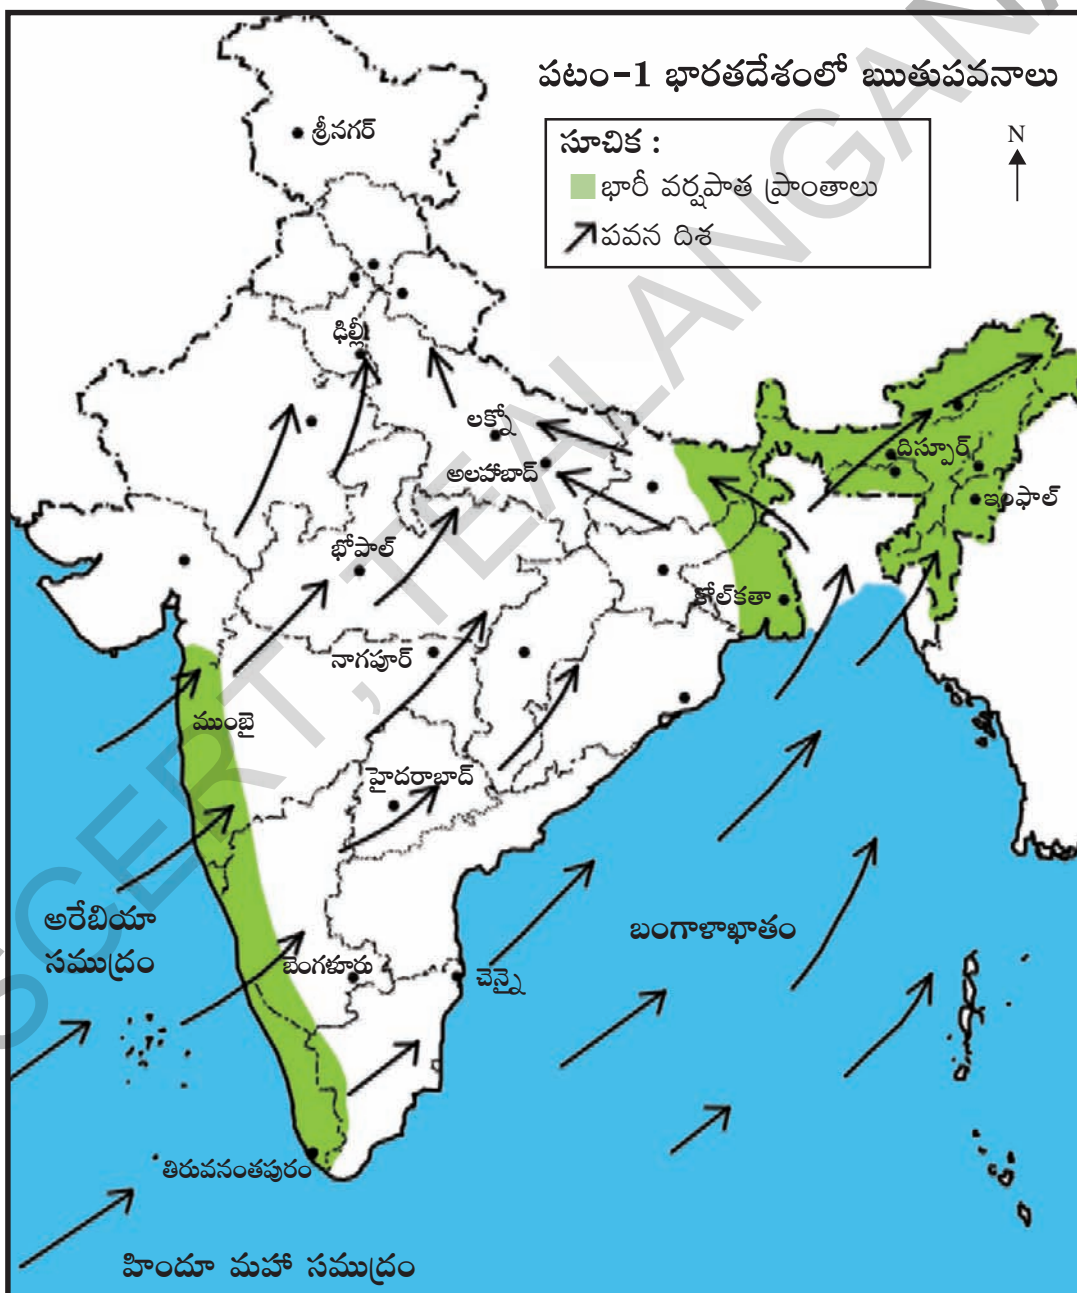 పటం-1 భారతదేశంలో ఋతుపవనాలు
సూచిక :
భారీ వర్షపాత ప్రాంతాలు
పవన దిశ
N
శ్రీనగర్
ఢిల్లీ
లక్నో
అలహాబాద్
దిస్పూర్
ఇంఫాల్
భోపాల్
కోల్‌కతా
నాగపూర్
ముంబై
హైదరాబాద్
అరేబియా
సముద్రం
బంగాళాఖాతం
బెంగళూరు
చెన్నై
తిరువనంతపురం
హిందూ మహా సముద్రం
SCERT, TEALANGANA